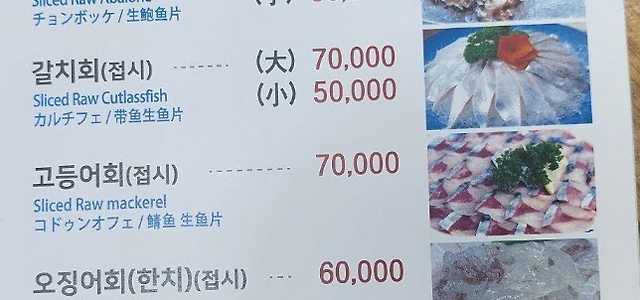 Sliced Raw Abalone
チョンボッケ / 生鲍鱼片
갈치회(접시) (大) 70,000
Sliced Raw Cutlassfish (小) 50,000
カルチフェ / 带鱼生鱼片
고등어회(접시) 70,000
Sliced Raw mackerel
コドゥンオフェ / 鲭鱼 生鱼片
오징어회(한치)(접시) 60,000